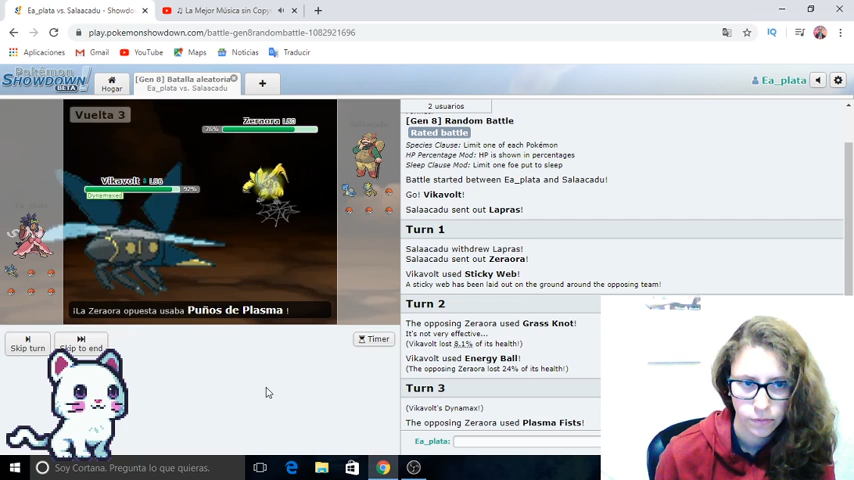 Ea_plata vs. Salaacadu - Showdo
♫ La Mejor Música sin Copy
play.pokemonshowdown.com/battle-gen8randombattle-1082921696
Aplicaciones
Gmail
YouTube
Maps
Noticias
Traducir
Pokémon
SHOWDOWN!
BETA
Hogar
[Gen 8] Batalla aleatoria
Ea_plata vs. Salaacadu
Ea_plata
Vuelta 3
Zeraora L80
76%
Vikavolt L86
92%
Dynamaxed
¡La Zeraora opuesta usaba Puños de Plasma !
Skip turn
Skip to end
Timer
2 usuarios
[Gen 8] Random Battle
Rated battle
Species Clause: Limit one of each Pokémon
HP Percentage Mod: HP is shown in percentages
Sleep Clause Mod: Limit one foe put to sleep
Battle started between Ea_plata and Salaacadu!
Go! Vikavolt!
Salaacadu sent out Lapras!
Turn 1
Salaacadu withdrew Lapras!
Salaacadu sent out Zeraora!
Vikavolt used Sticky Web!
A sticky web has been laid out on the ground around the opposing team!
Turn 2
The opposing Zeraora used Grass Knot!
It's not very effective...
(Vikavolt lost 8.1% of its health!)
Vikavolt used Energy Ball!
(The opposing Zeraora lost 24% of its health!)
Turn 3
(Vikavolt's Dynamax!)
The opposing Zeraora used Plasma Fists!
Ea_plata:
Soy Cortana. Pregunta lo que quieras.